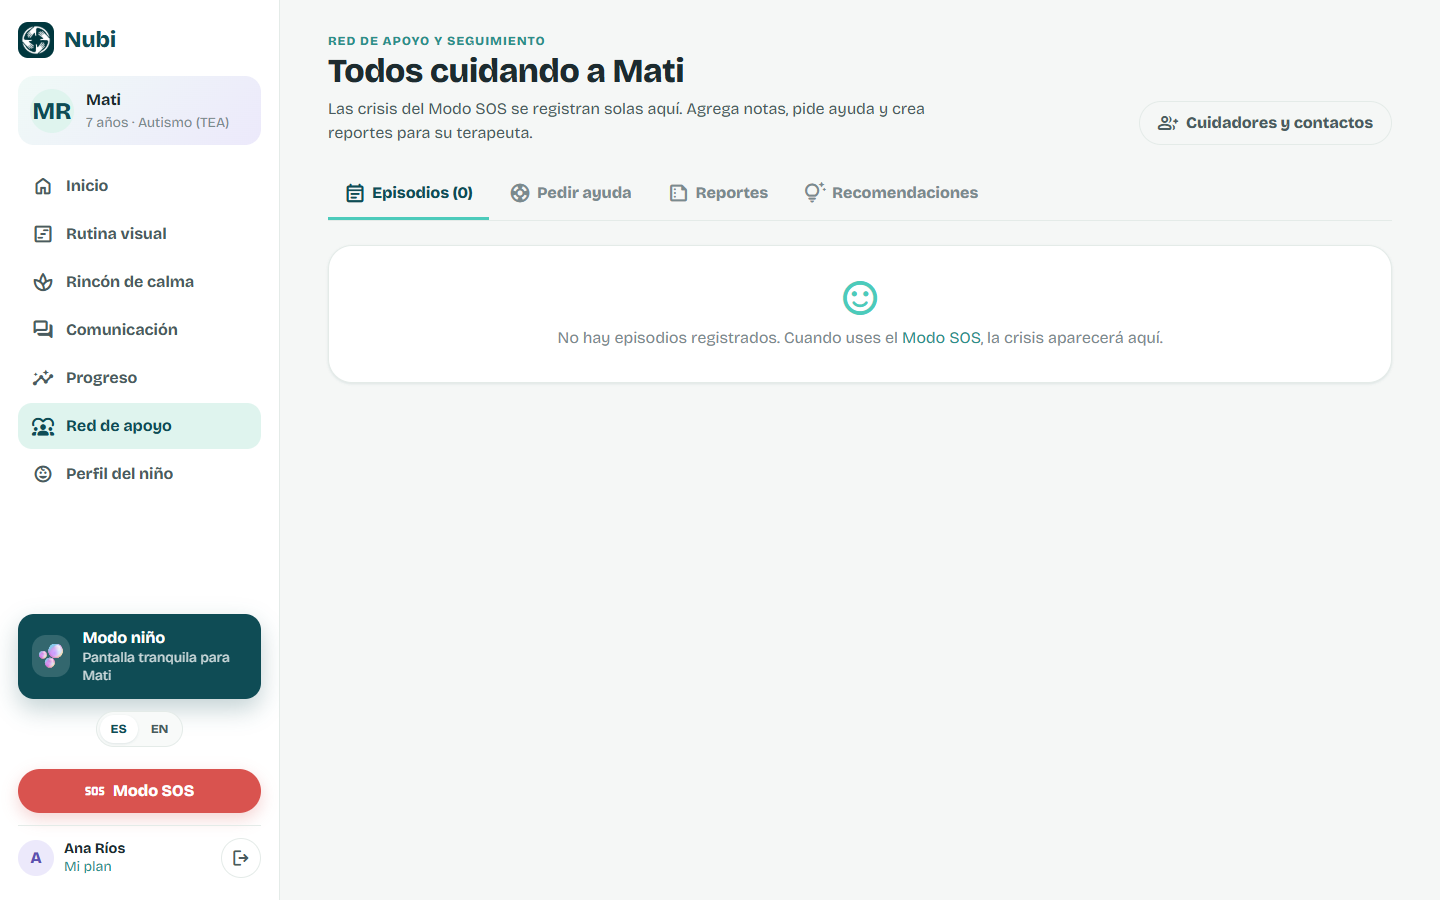 Nubi
MR
Mati
7 años · Autismo (TEA)
Inicio
Rutina visual
Rincón de calma
Comunicación
Progreso
Red de apoyo
Perfil del niño
Modo niño
Pantalla tranquila para
Mati
ES EN
SOS Modo SOS
A
Ana Ríos
Mi plan
RED DE APOYO Y SEGUIMIENTO
Todos cuidando a Mati
Las crisis del Modo SOS se registran solas aquí. Agrega notas, pide ayuda y crea
reportes para su terapeuta.
Cuidadores y contactos
Episodios (0) Pedir ayuda Reportes Recomendaciones
No hay episodios registrados. Cuando uses el Modo SOS, la crisis aparecerá aquí.